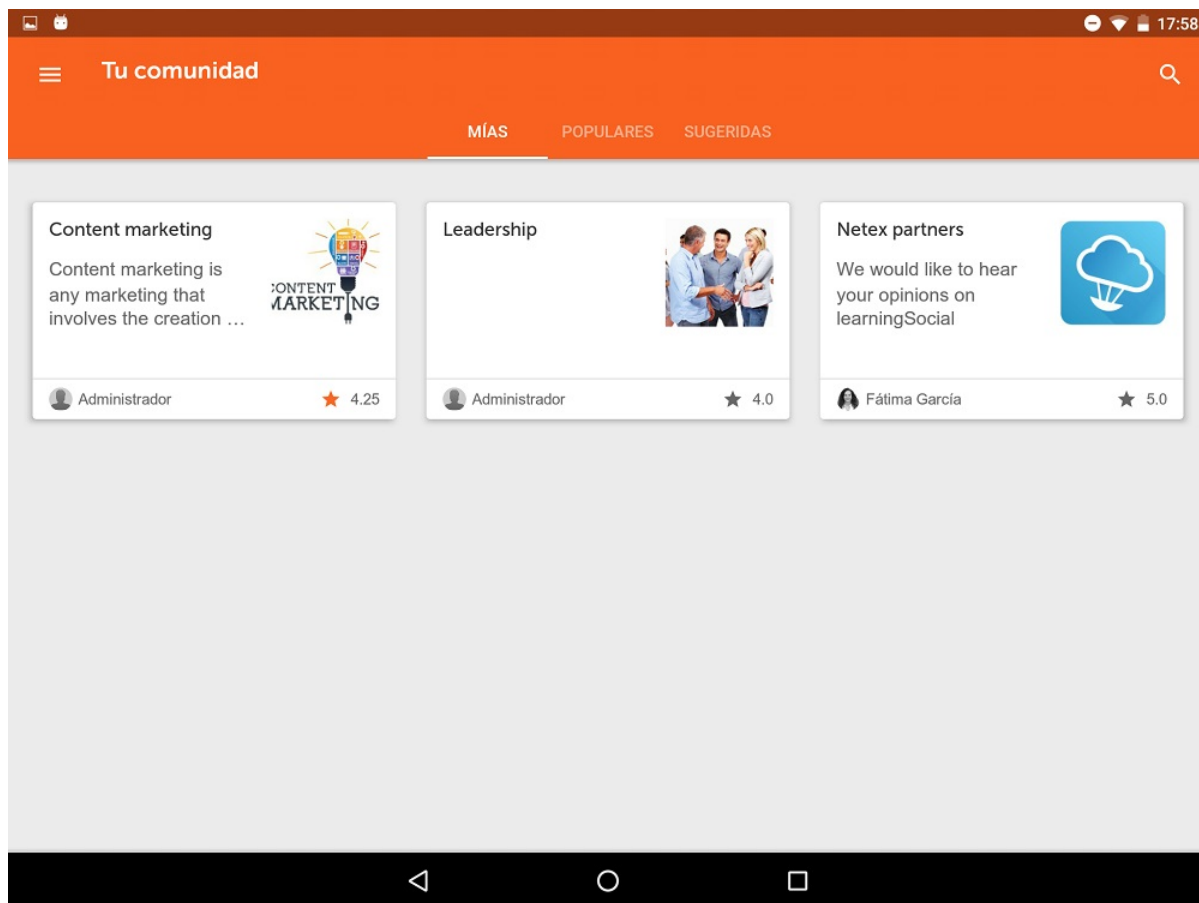 17:58
Tu comunidad
MÍAS POPULARES SUGERIDAS
Content marketing
Content marketing is
any marketing that
involves the creation ...
CONTENT
MARKETING
Administrador 4.25
Leadership
Administrador 4.0
Netex partners
We would like to hear
your opinions on
learningSocial
Fátima García 5.0